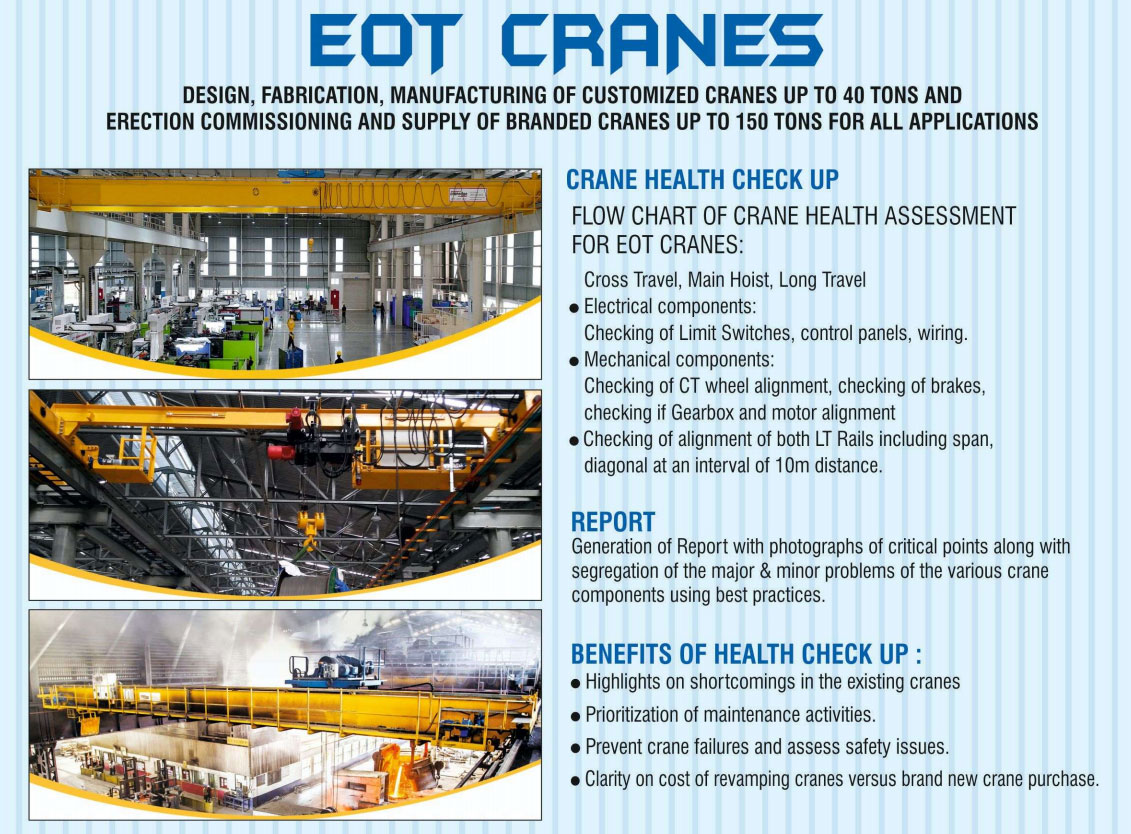 EOT CRANES
DESIGN, FABRICATION, MANUFACTURING OF CUSTOMIZED CRANES UP TO 40 TONS AND
ERECTION COMMISSIONING AND SUPPLY OF BRANDED CRANES UP TO 150 TONS FOR ALL APPLICATIONS
CRANE HEALTH CHECK UP
FLOW CHART OF CRANE HEALTH ASSESSMENT
FOR EOT CRANES:
Cross Travel, Main Hoist, Long Travel
● Electrical components:
Checking of Limit Switches, control panels, wiring.
● Mechanical components:
Checking of CT wheel alignment, checking of brakes,
checking if Gearbox and motor alignment
● Checking of alignment of both LT Rails including span,
diagonal at an interval of 10m distance.
REPORT
Generation of Report with photographs of critical points along with
segregation of the major & minor problems of the various crane
components using best practices.
BENEFITS OF HEALTH CHECK UP :
● Highlights on shortcomings in the existing cranes
● Prioritization of maintenance activities.
● Prevent crane failures and assess safety issues.
● Clarity on cost of revamping cranes versus brand new crane purchase.